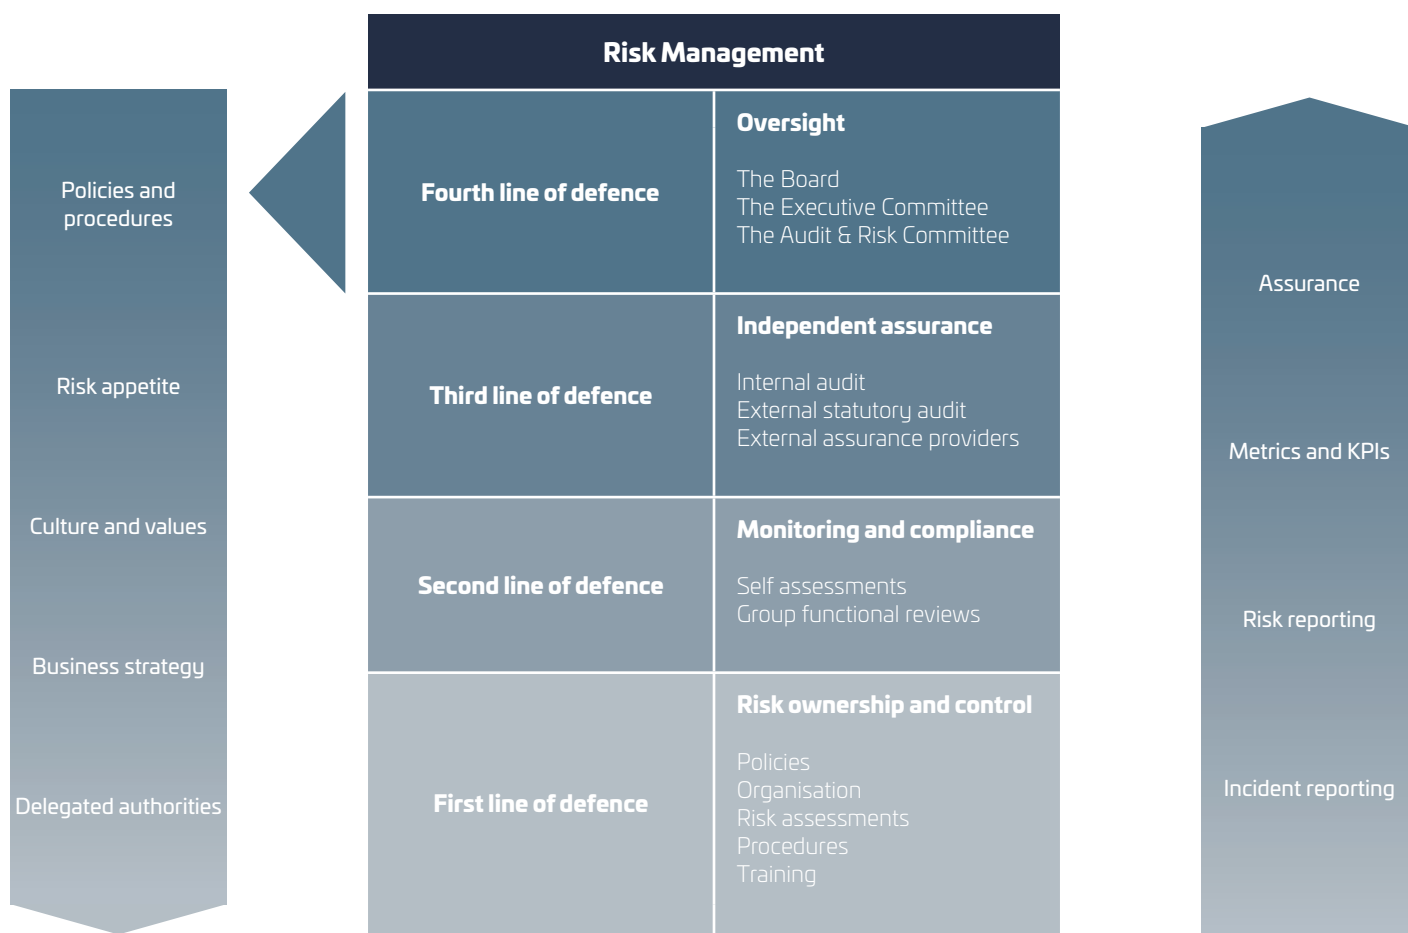 Risk Management
Policies and
procedures
Risk appetite
Culture and values
Business strategy
Delegated authorities
Fourth line of defence
Oversight
The Board
The Executive Committee
The Audit & Risk Committee
Third line of defence
Independent assurance
Internal audit
External statutory audit
External assurance providers
Second line of defence
Monitoring and compliance
Self assessments
Group functional reviews
First line of defence
Risk ownership and control
Policies
Organisation
Risk assessments
Procedures
Training
Assurance
Metrics and KPIs
Risk reporting
Incident reporting